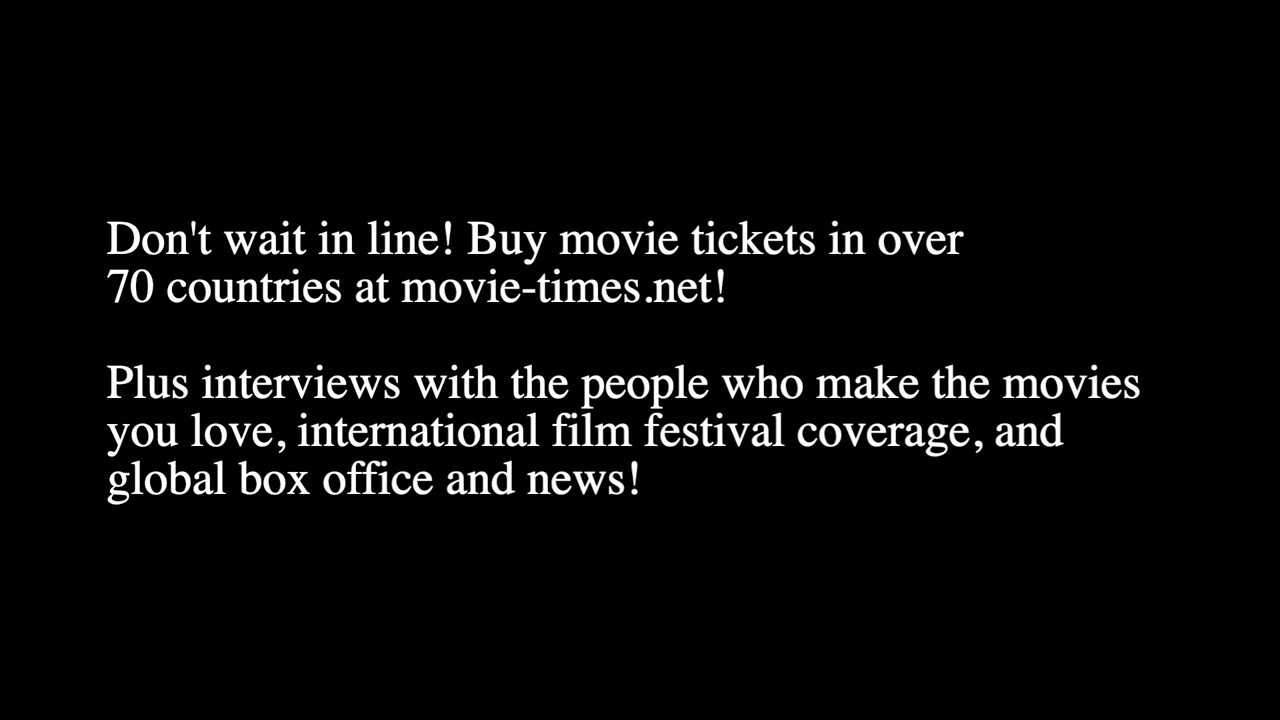 Don't wait in line! Buy movie tickets in over
70 countries at movie-times.net!
Plus interviews with the people who make the movies
you love, international film festival coverage, and
global box office and news!